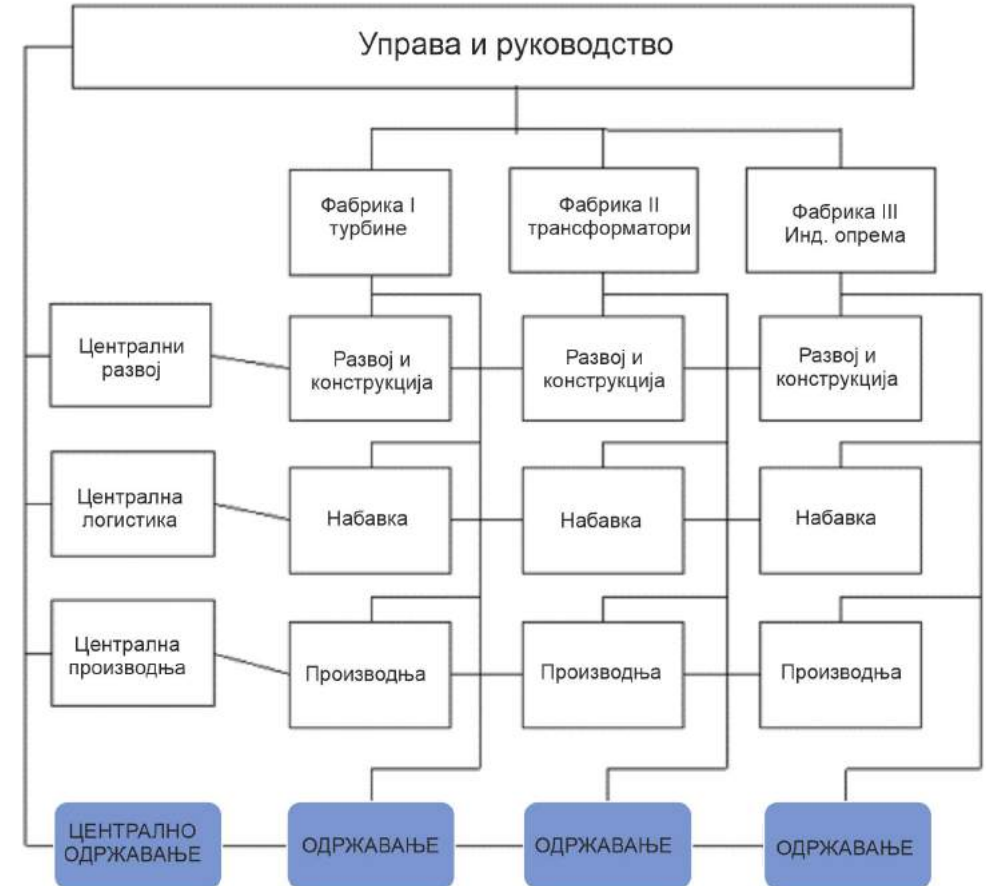 Управа и руководство
Фабрика I
турбине
Фабрика II
трансформатори
Фабрика III
Инд. опрема
Централни
развој
Развој и
конструкција
Развој и
конструкција
Развој и
конструкција
Централна
логистика
Набавка
Набавка
Набавка
Централна
производња
Производња
Производња
Производња
ЦЕНТРАЛНО
ОДРЖАВАЊЕ
ОДРЖАВАЊЕ
ОДРЖАВАЊЕ
ОДРЖАВАЊЕ